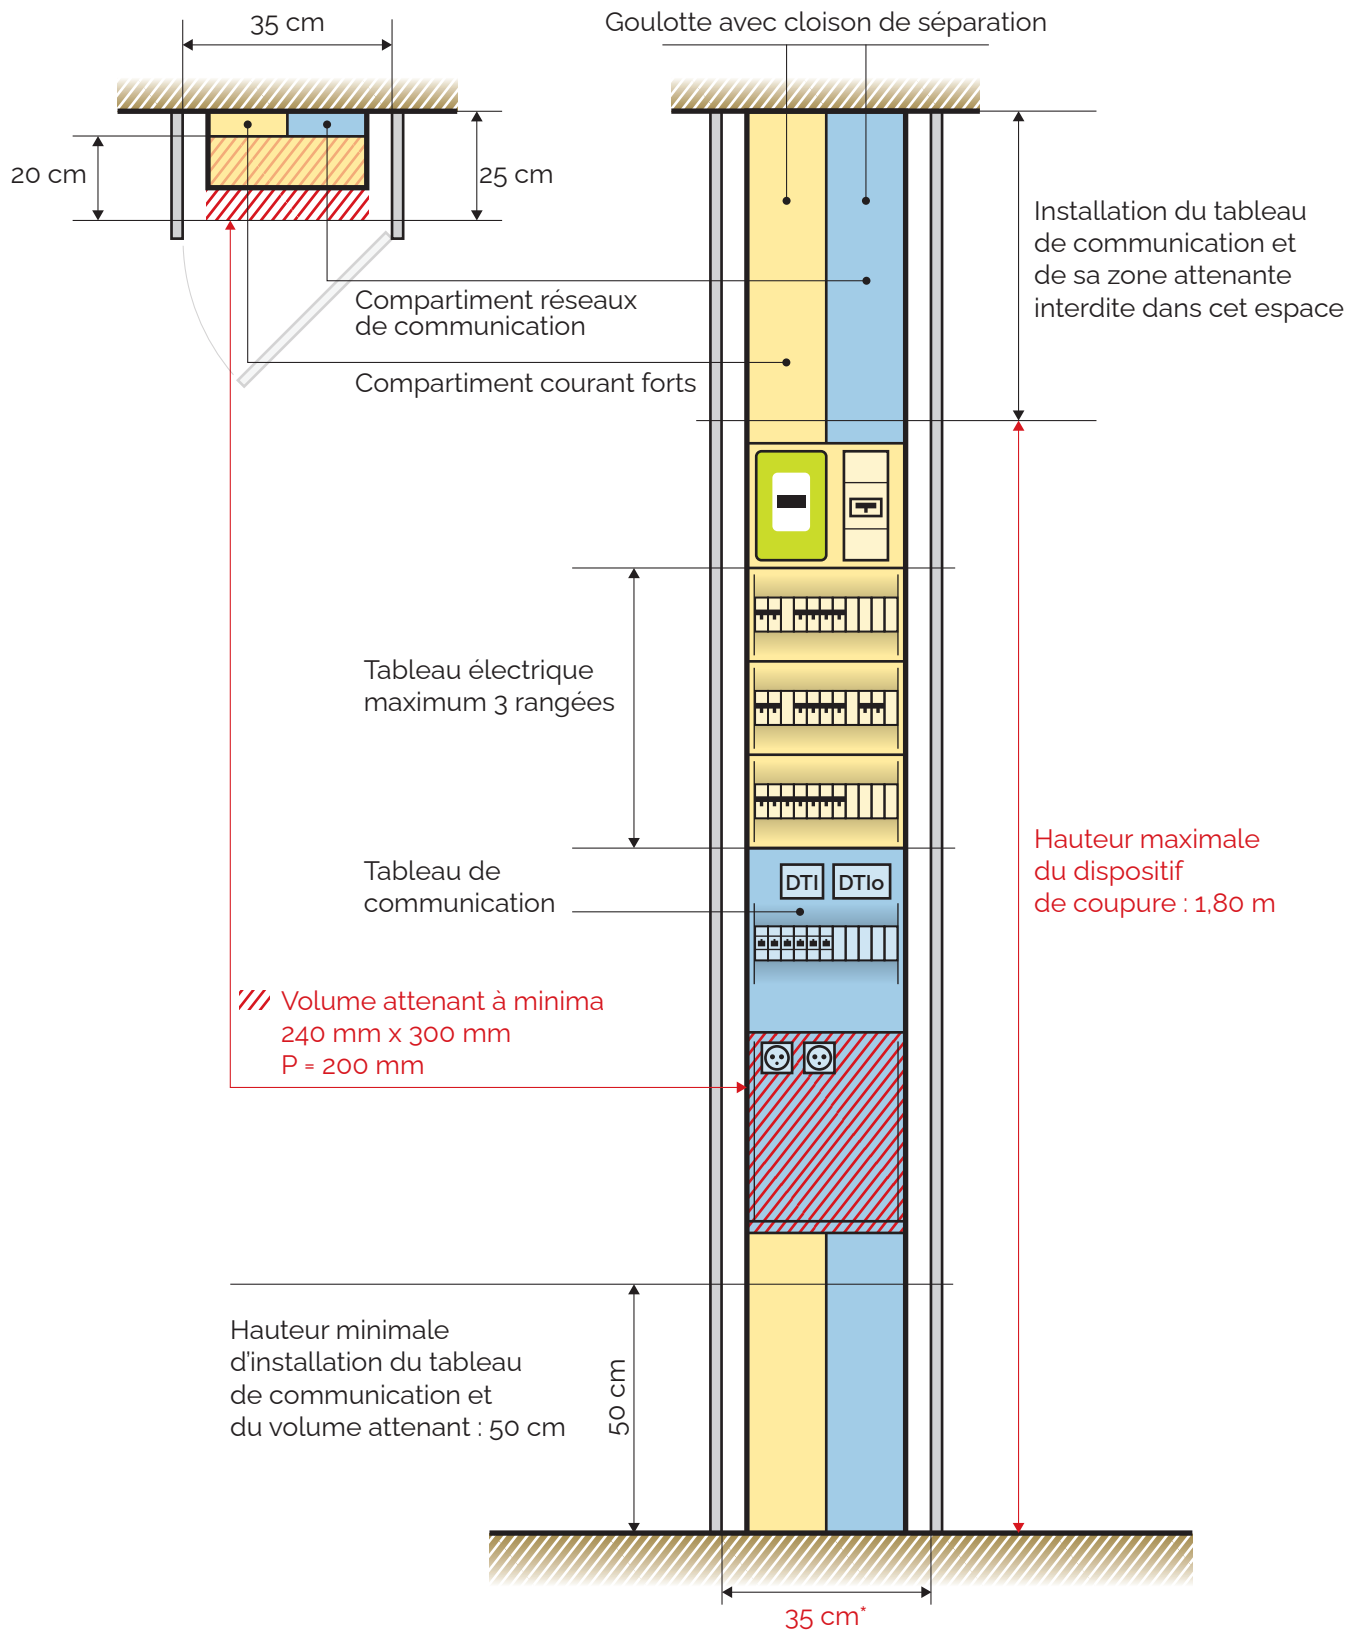 35 cm
Goulotte avec cloison de séparation
20 cm
25 cm
Installation du tableau
de communication et
de sa zone attenante
interdite dans cet espace
Compartiment réseaux
de communication
Compartiment courant forts
Tableau électrique
maximum 3 rangées
Hauteur maximale
du dispositif
de coupure : 1,80 m
Tableau de
communication
DTI
DTIo
Volume attenant à minima
240 mm x 300 mm
P = 200 mm
Hauteur minimale
d'installation du tableau
de communication et
du volume attenant : 50 cm
50 cm
35 cm*